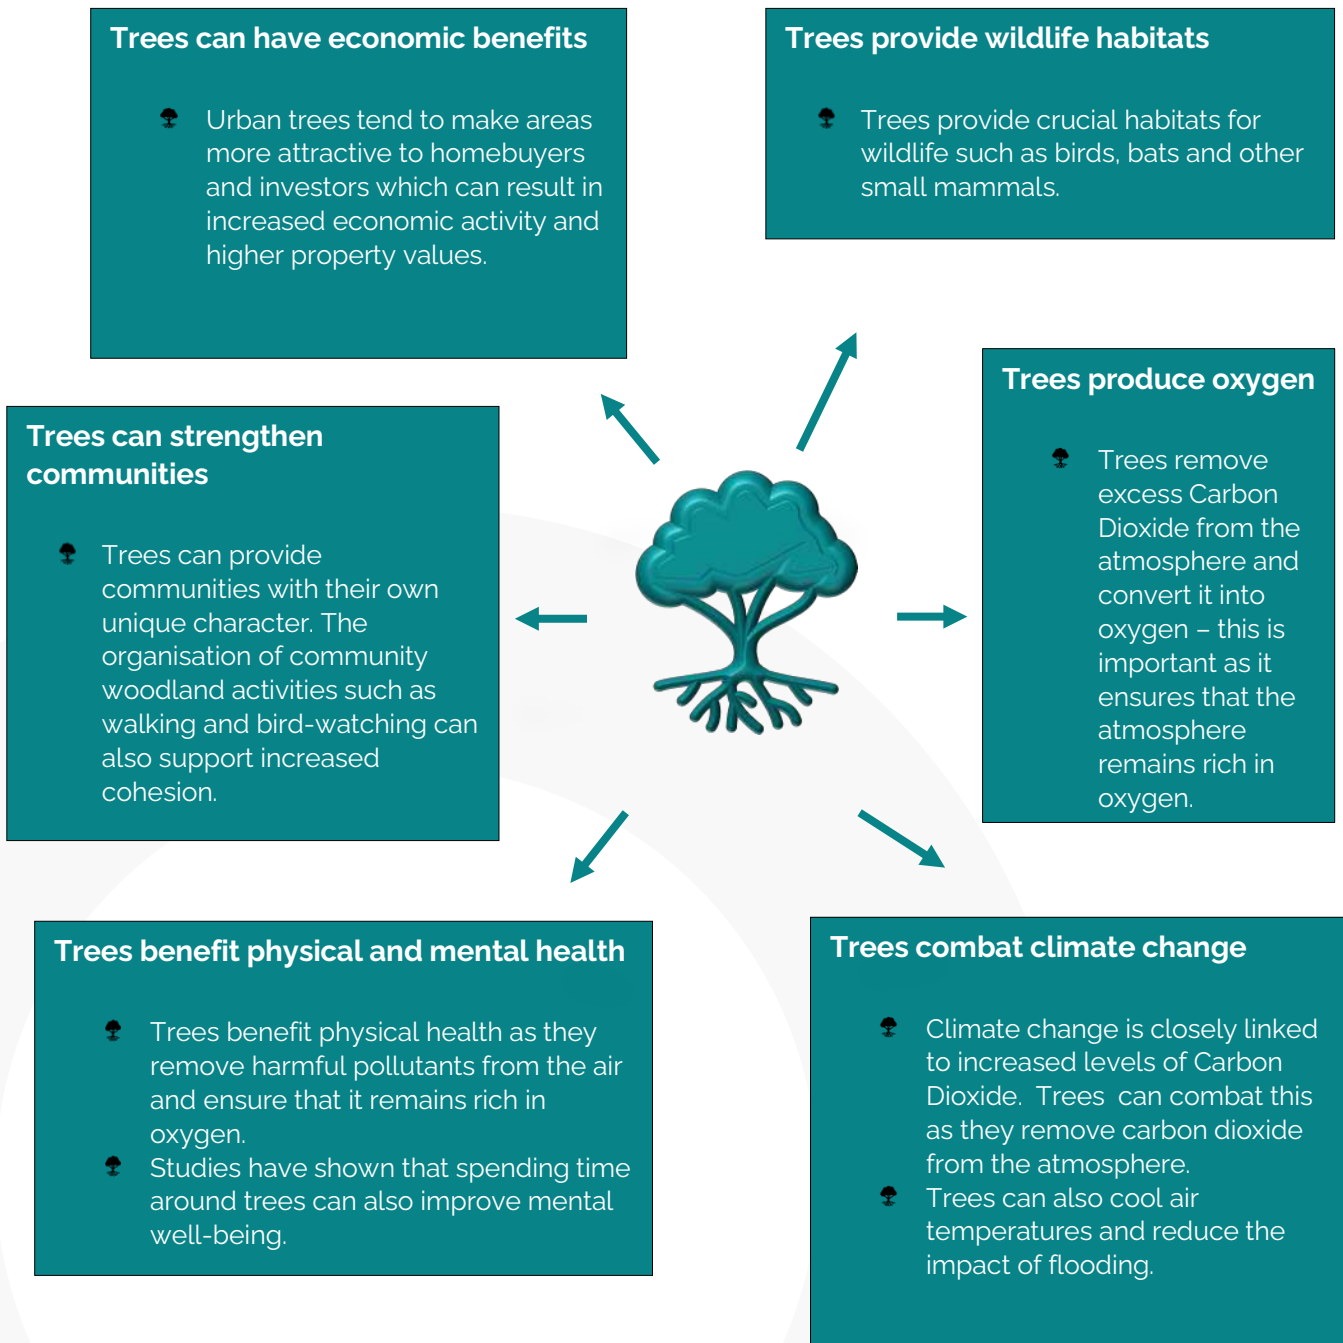 Trees can have economic benefits
Urban trees tend to make areas
more attractive to homebuyers
and investors which can result in
increased economic activity and
higher property values.
Trees provide wildlife habitats
Trees provide crucial habitats for
wildlife such as birds, bats and other
small mammals.
Trees can strengthen
communities
Trees can provide
communities with their own
unique character. The
organisation of community
woodland activities such as
walking and bird-watching can
also support increased
cohesion.
Trees produce oxygen
Trees remove
excess Carbon
Dioxide from the
atmosphere and
convert it into
oxygen – this is
important as it
ensures that the
atmosphere
remains rich in
oxygen.
Trees benefit physical and mental health
Trees benefit physical health as they
remove harmful pollutants from the air
and ensure that it remains rich in
oxygen.
Studies have shown that spending time
around trees can also improve mental
well-being.
Trees combat climate change
Climate change is closely linked
to increased levels of Carbon
Dioxide.  Trees  can combat this
as they remove carbon dioxide
from the atmosphere.
Trees can also cool air
temperatures and reduce the
impact of flooding.